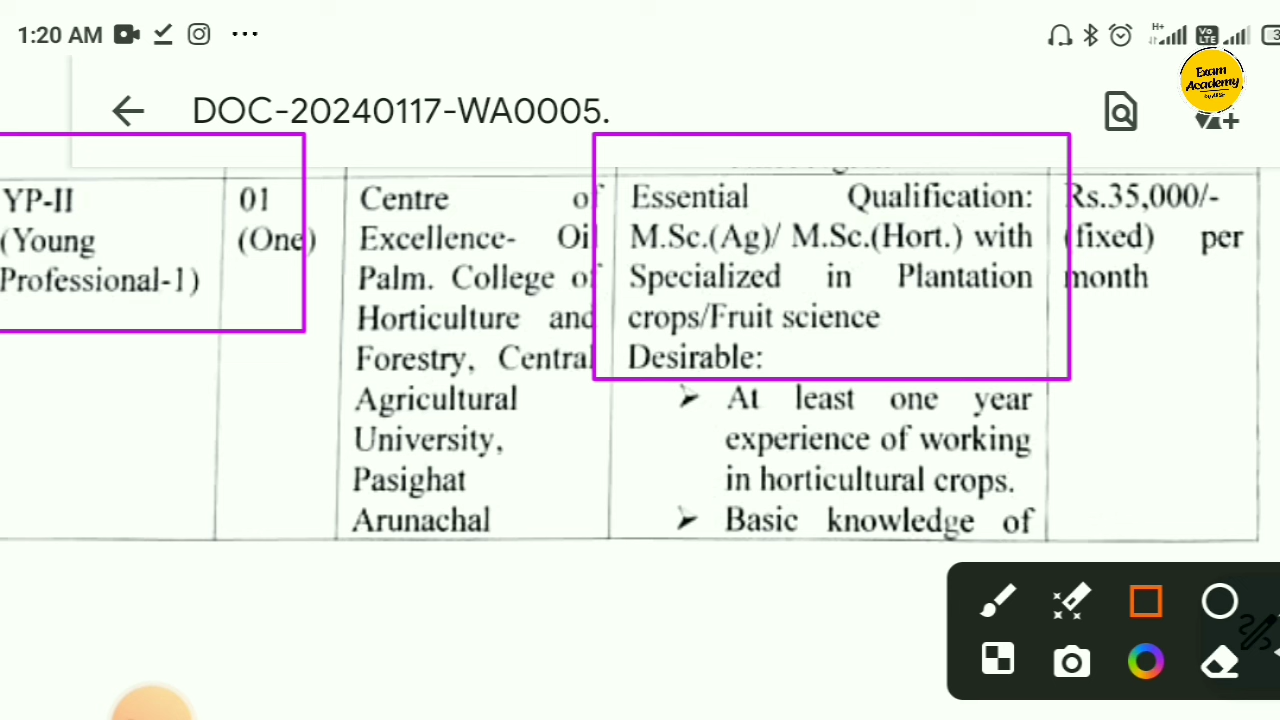 1:20 AM
Exam
Academy
DOC-20240117-WA0005.
YP-II
(Young
Professional-1)
01
(One)
Centre of
Excellence- Oil
Palm. College of
Horticulture and
Forestry, Central
Agricultural
University,
Pasighat
Arunachal
Essential Qualification:
M.Sc.(Ag)/ M.Sc.(Hort.) with
Specialized in Plantation
crops/Fruit science
Desirable:
➢ At least one year
experience of working
in horticultural crops.
➢ Basic knowledge of
Rs.35,000/-
(fixed) per
month